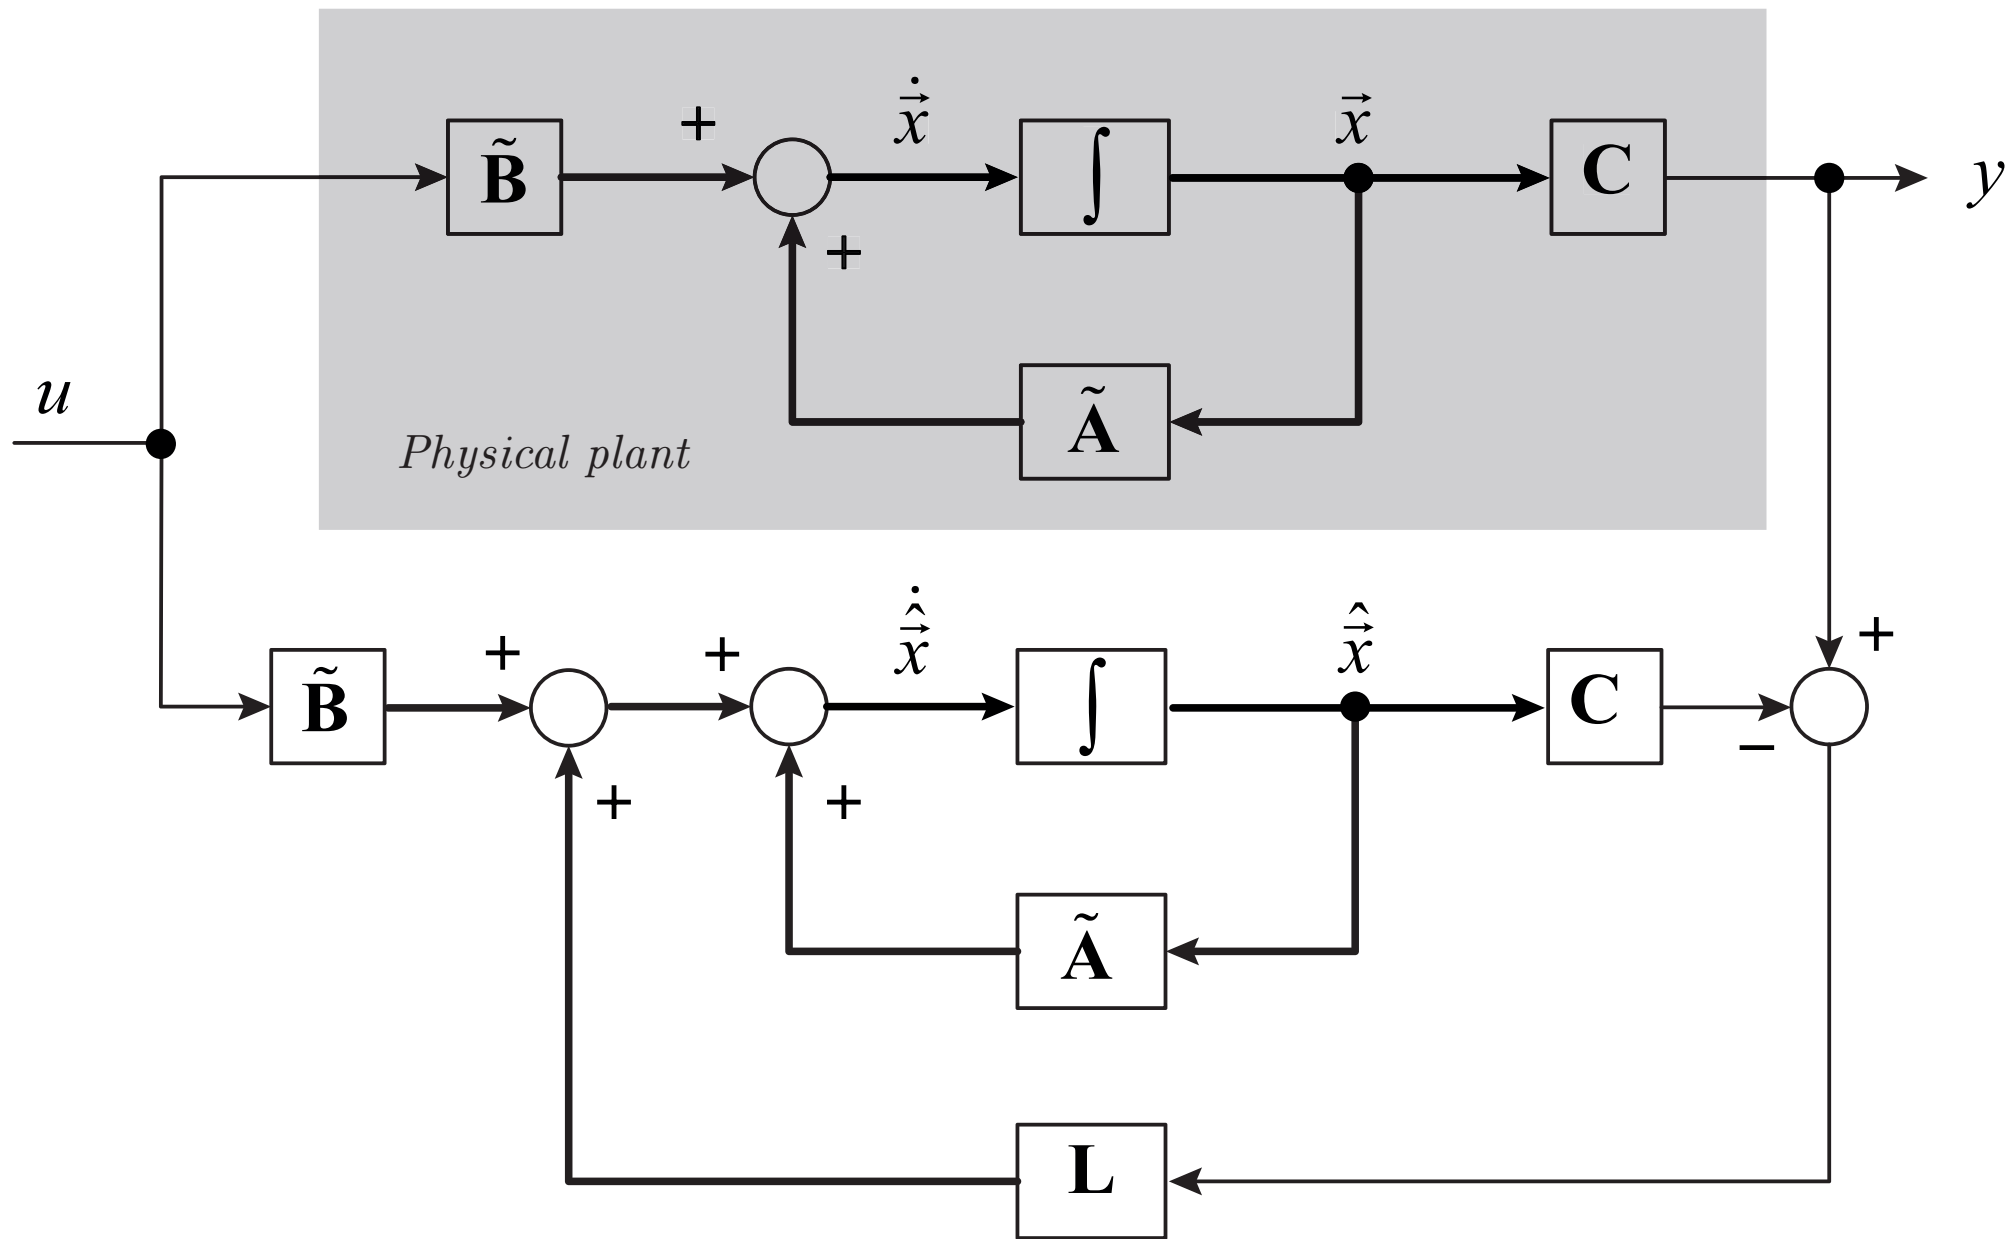 + ẋ⃗ x⃗
B̃ ∫ C y
+
u Ã
Physical plant
+ + x⃗̂̇ x⃗̂ +
B̃ ∫ C
−
+ +
Ã
L